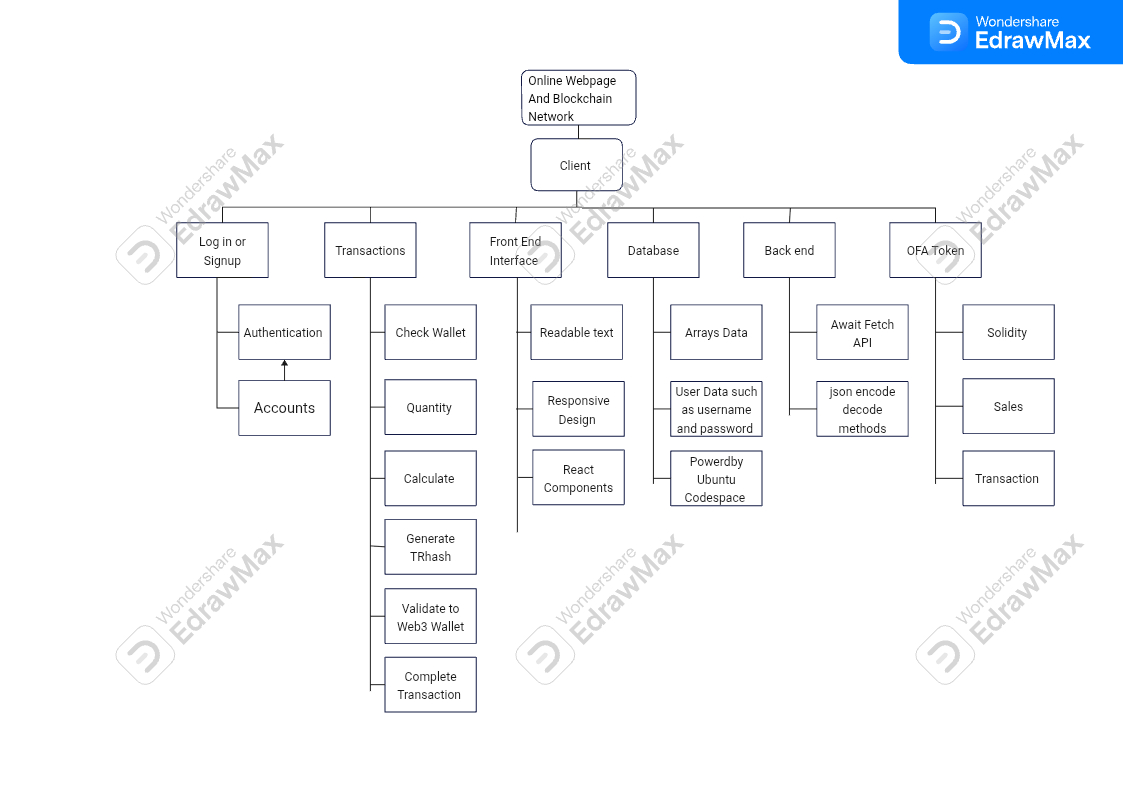 Wondershare
EdrawMax
Online Webpage
And Blockchain
Network
Client
Log in or
Signup
Transactions
Front End
Interface
Database
Back end
OFA Token
Authentication
Accounts
Check Wallet
Quantity
Calculate
Generate
TRhash
Validate to
Web3 Wallet
Complete
Transaction
Readable text
Responsive
Design
React
Components
Arrays Data
User Data such
as username
and password
Powerdby
Ubuntu
Codespace
Await Fetch
API
json encode
decode
methods
Solidity
Sales
Transaction
Wondershare
EdrawMax
Wondershare
EdrawMax
Wondershare
EdrawMax
Wondershare
EdrawMax
Wondershare
EdrawMax
Wondershare
EdrawMax